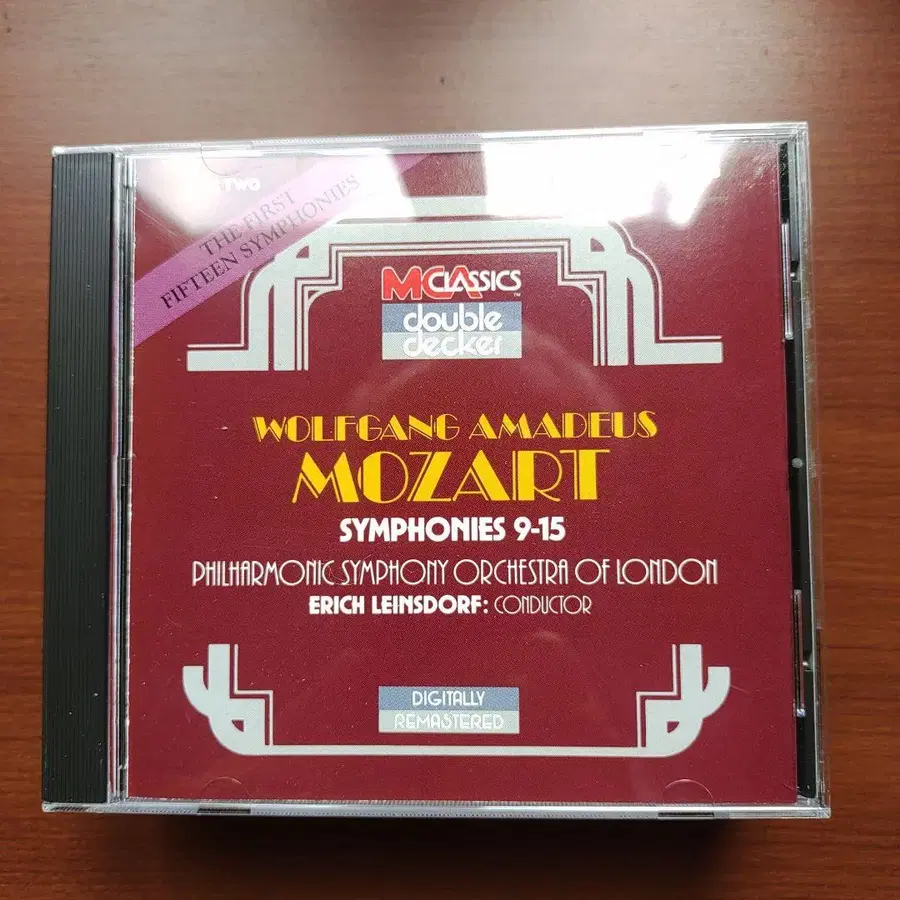 TWO
THE FIRST
FIFTEEN SYMPHONIES
MCA CLASSICS™
double
decker
WOLFGANG AMADEUS
MOZART
SYMPHONIES 9-15
PHILHARMONIC SYMPHONY ORCHESTRA OF LONDON
ERICH LEINSDORF: CONDUCTOR
DIGITALLY
REMASTERED